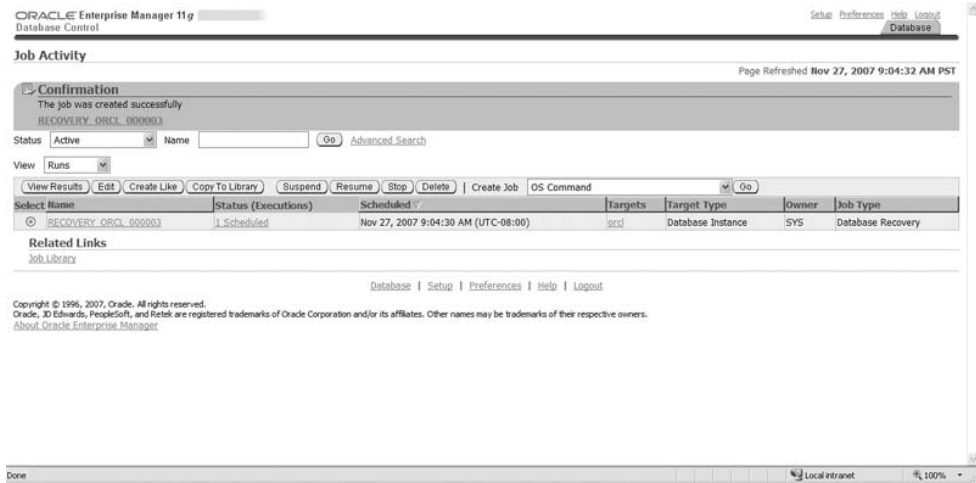 ORACLE Enterprise Manager 11g
Database Control
Setup Preferences Help Logout
Database
Job Activity
Page Refreshed Nov 27, 2007 9:04:32 AM PST
Confirmation
The job was created successfully
RECOVERY_ORCL_000003
Status Active Name Go Advanced Search
View Runs
View Results Edit Create Like Copy To Library Suspend Resume Stop Delete | Create Job OS Command Go
Select Name Status (Executions) Scheduled Targets Target Type Owner Job Type
RECOVERY_ORCL_000003 1 Scheduled Nov 27, 2007 9:04:30 AM (UTC-08:00) orcl Database Instance SYS Database Recovery
Related Links
Job Library
Database | Setup | Preferences | Help | Logout
Copyright © 1996, 2007, Oracle. All rights reserved.
Oracle, JD Edwards, PeopleSoft, and Retek are registered trademarks of Oracle Corporation and/or its affiliates. Other names may be trademarks of their respective owners.
About Oracle Enterprise Manager
Done Local intranet 100%